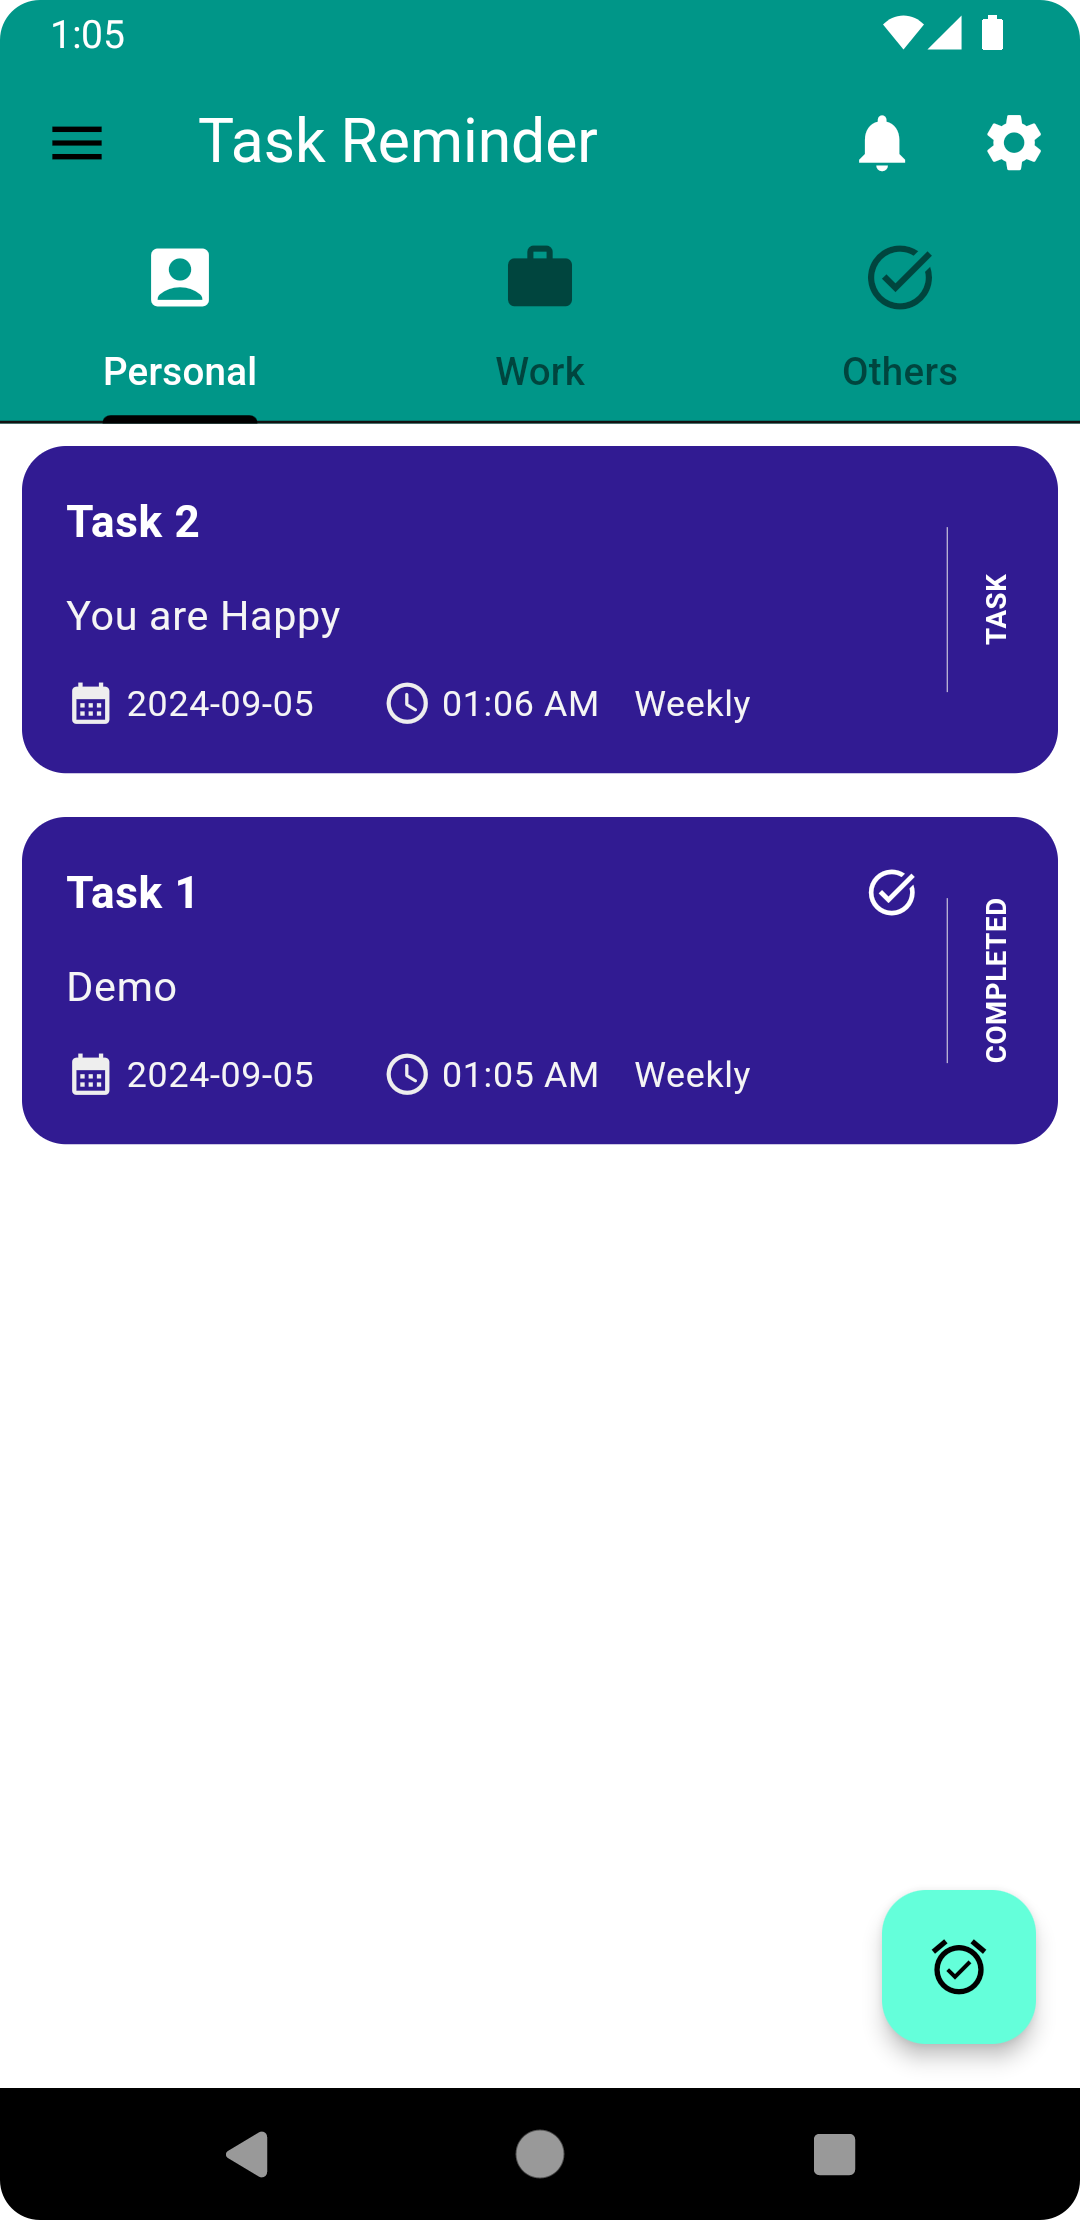 1:05
Task Reminder
Personal
Work
Others
Task 2
You are Happy
2024-09-05
01:06 AM
Weekly
TASK
Task 1
Demo
2024-09-05
01:05 AM
Weekly
COMPLETED